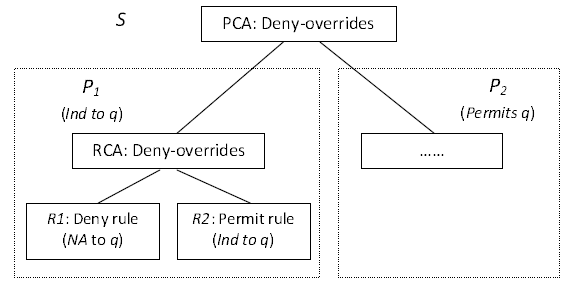 S
PCA: Deny-overrides
P1
(Ind to q)
RCA: Deny-overrides
R1: Deny rule
(NA to q)
R2: Permit rule
(Ind to q)
P2
(Permits q)
......